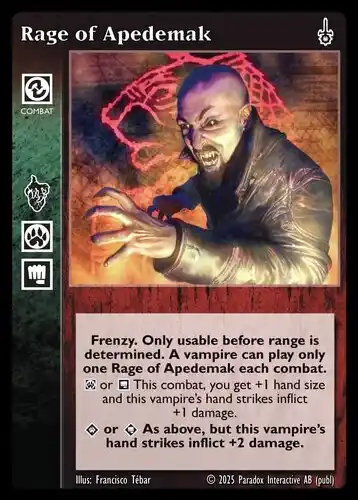 Rage of Apedemak
COMBAT
Frenzy. Only usable before range is
determined. A vampire can play only
one Rage of Apedemak each combat.
or This combat, you get +1 hand size
and this vampire's hand strikes inflict
+1 damage.
or As above, but this vampire's
hand strikes inflict +2 damage.
Illus: Francisco Tébar © 2025 Paradox Interactive AB (publ)